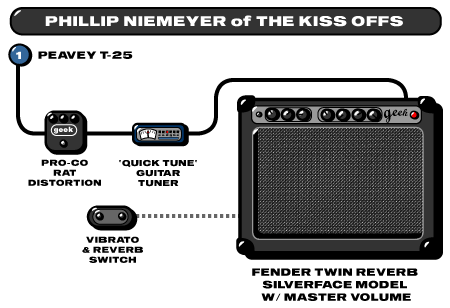 PHILLIP NIEMEYER of THE KISS OFFS
1 PEAVEY T-25
geek
geek
PRO-CO
RAT
DISTORTION
'QUICK TUNE'
GUITAR
TUNER
VIBRATO
& REVERB
SWITCH
FENDER TWIN REVERB
SILVERFACE MODEL
W/ MASTER VOLUME